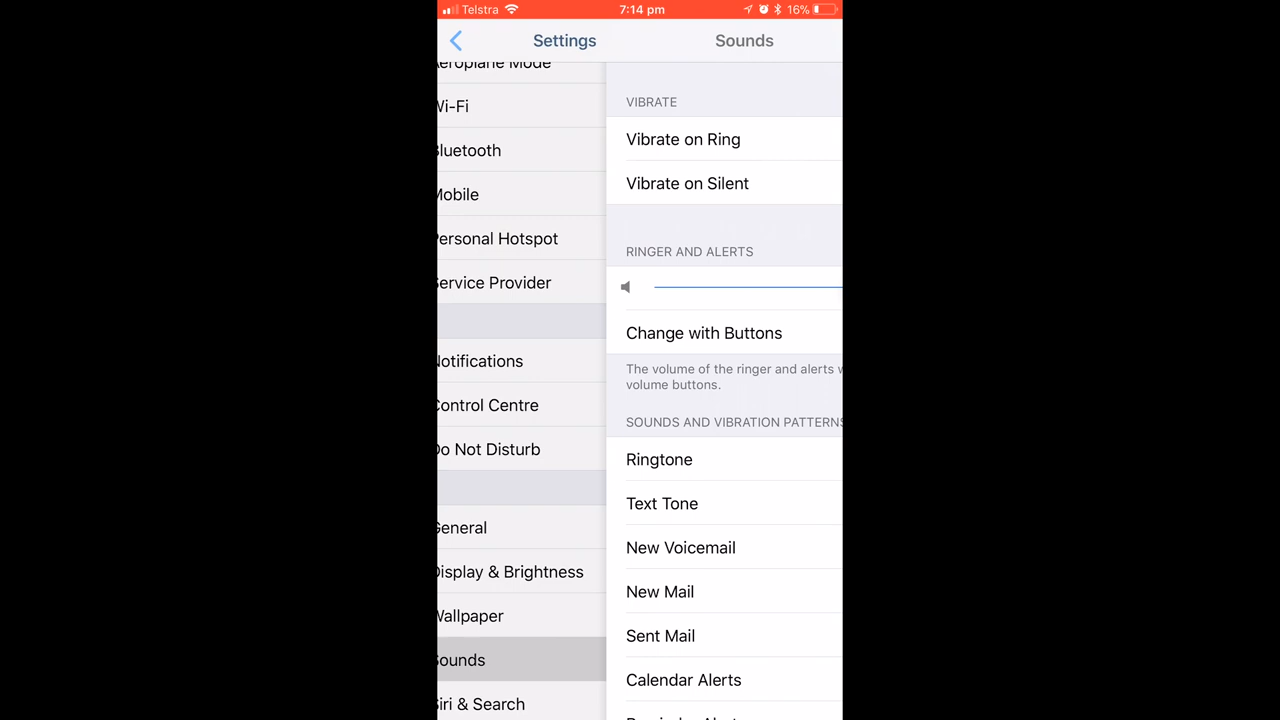 Telstra 7:14 pm 16%
Settings Sounds
Aeroplane Mode
Wi-Fi
Bluetooth
Mobile
Personal Hotspot
Service Provider
Notifications
Control Centre
Do Not Disturb
General
Display & Brightness
Wallpaper
Sounds
Siri & Search
VIBRATE
Vibrate on Ring
Vibrate on Silent
RINGER AND ALERTS
Change with Buttons
The volume of the ringer and alerts w
volume buttons.
SOUNDS AND VIBRATION PATTERNS
Ringtone
Text Tone
New Voicemail
New Mail
Sent Mail
Calendar Alerts